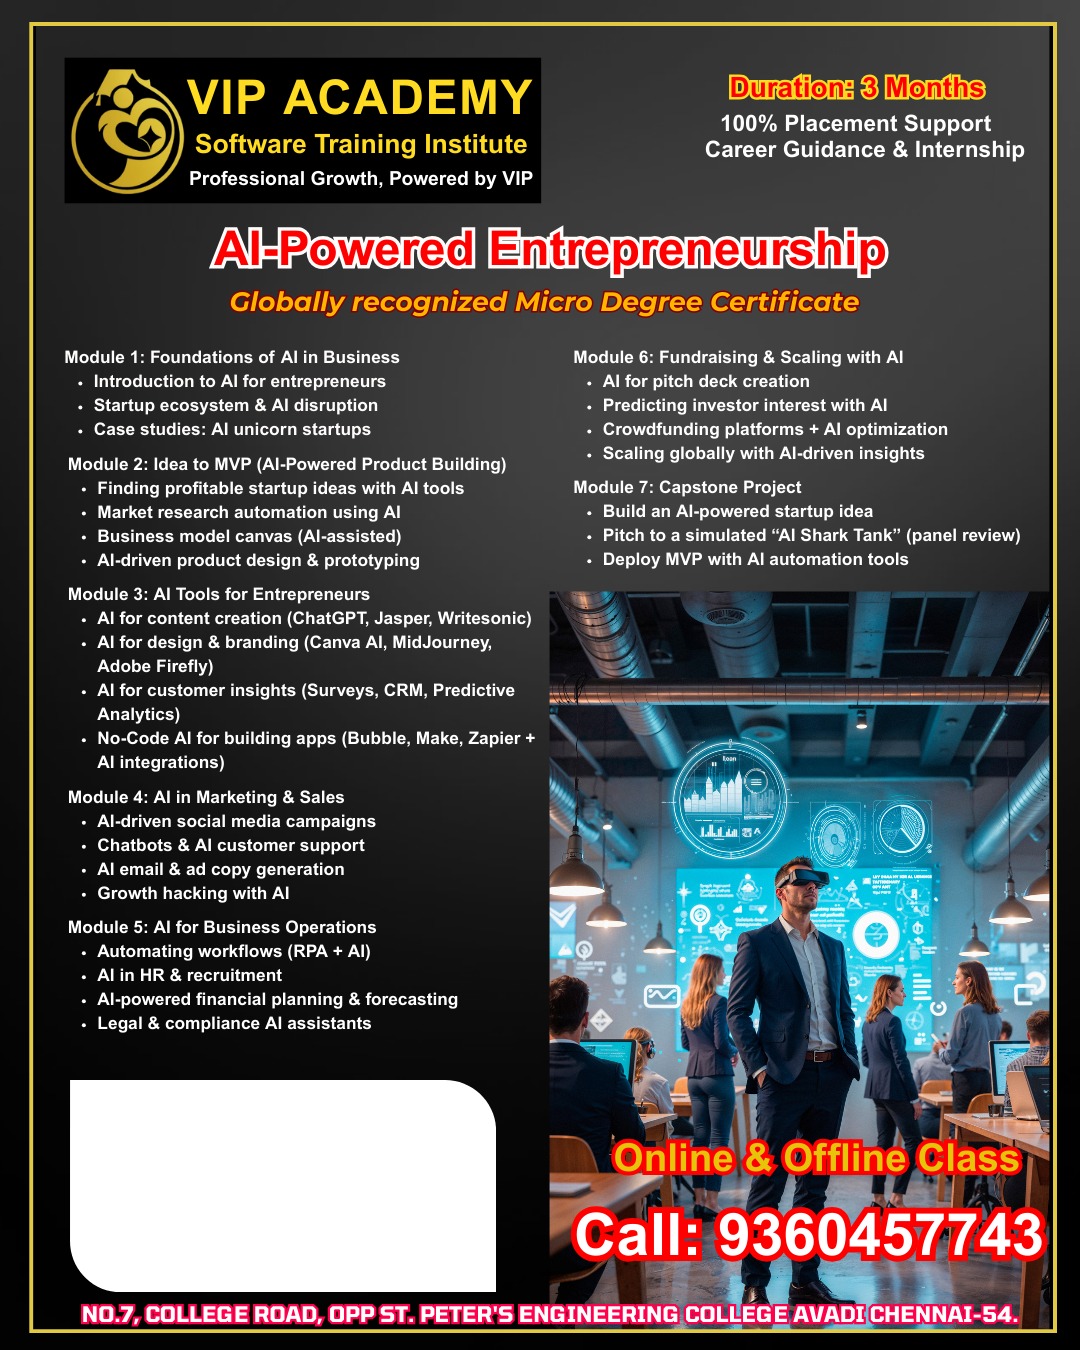 VIP ACADEMY
Software Training Institute
Professional Growth, Powered by VIP
Duration: 3 Months
100% Placement Support
Career Guidance & Internship
AI-Powered Entrepreneurship
Globally recognized Micro Degree Certificate
Module 1: Foundations of AI in Business
• Introduction to AI for entrepreneurs
• Startup ecosystem & AI disruption
• Case studies: AI unicorn startups
Module 2: Idea to MVP (AI-Powered Product Building)
• Finding profitable startup ideas with AI tools
• Market research automation using AI
• Business model canvas (AI-assisted)
• AI-driven product design & prototyping
Module 3: AI Tools for Entrepreneurs
• AI for content creation (ChatGPT, Jasper, Writesonic)
• AI for design & branding (Canva AI, MidJourney,
Adobe Firefly)
• AI for customer insights (Surveys, CRM, Predictive
Analytics)
• No-Code AI for building apps (Bubble, Make, Zapier +
AI integrations)
Module 4: AI in Marketing & Sales
• AI-driven social media campaigns
• Chatbots & AI customer support
• AI email & ad copy generation
• Growth hacking with AI
Module 5: AI for Business Operations
• Automating workflows (RPA + AI)
• AI in HR & recruitment
• AI-powered financial planning & forecasting
• Legal & compliance AI assistants
Module 6: Fundraising & Scaling with AI
• AI for pitch deck creation
• Predicting investor interest with AI
• Crowdfunding platforms + AI optimization
• Scaling globally with AI-driven insights
Module 7: Capstone Project
• Build an AI-powered startup idea
• Pitch to a simulated “AI Shark Tank” (panel review)
• Deploy MVP with AI automation tools
Online & Offline Class
Call: 9360457743
NO.7, COLLEGE ROAD, OPP ST. PETER'S ENGINEERING COLLEGE AVADI CHENNAI-54.